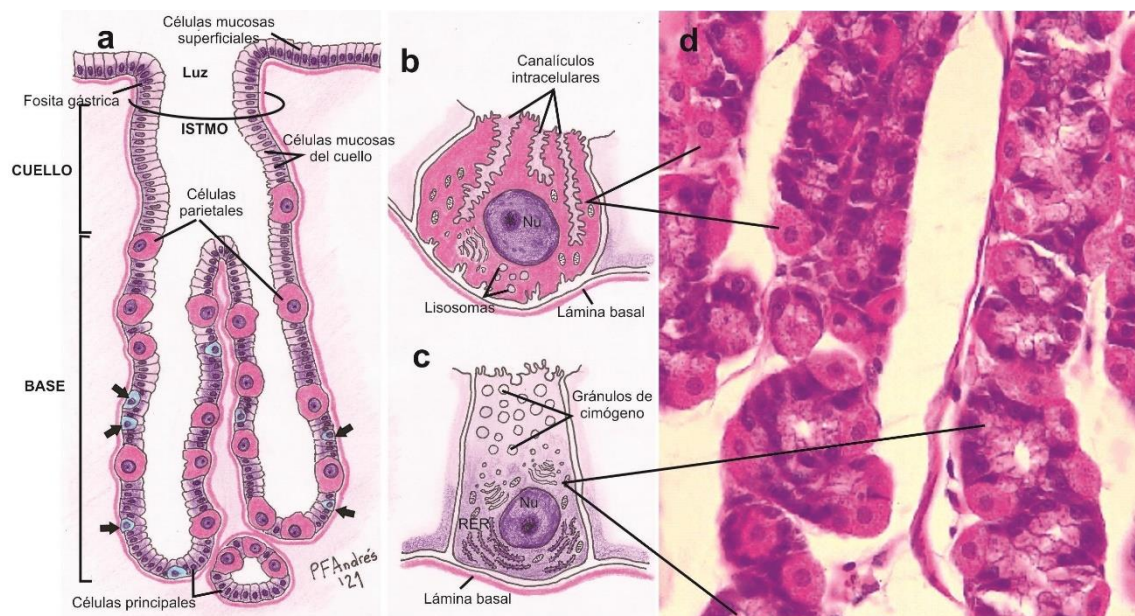 a
Células mucosas
superficiales
Luz
Fosita gástrica
ISTMO
CUELLO
Células mucosas
del cuello
Células
parietales
BASE
Células principales
PFAndrés
'21
b
Canalículos
intracelulares
Nu
Lisosomas
Lámina basal
c
Gránulos de
cimógeno
Nu
RER
Lámina basal
d